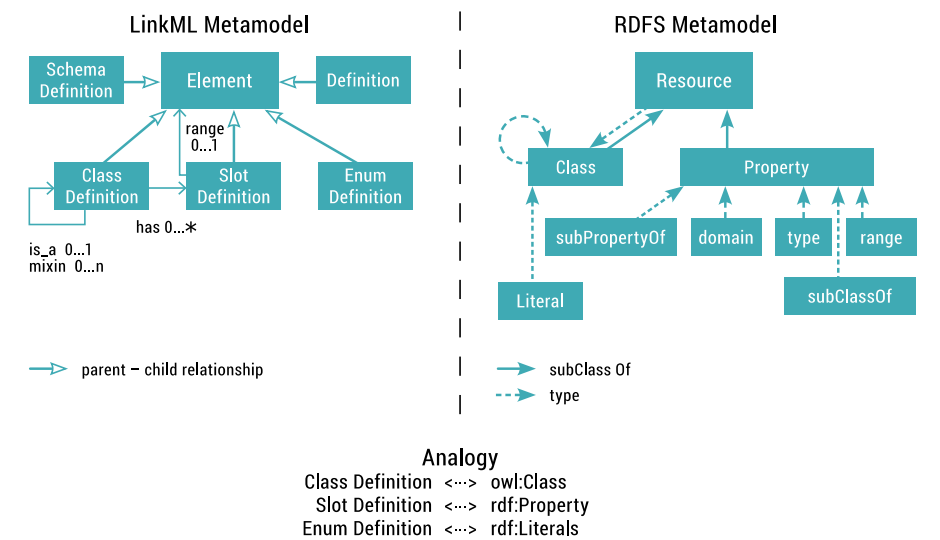 LinkML Metamodel
Schema
Definition
Element
Definition
range
0...1
Class
Definition
Slot
Definition
Enum
Definition
has 0...*
is_a 0...1
mixin 0...n
parent – child relationship
RDFS Metamodel
Resource
Class
Property
subPropertyOf
domain
type
range
Literal
subClassOf
subClass Of
type
Analogy
Class Definition <···> owl:Class
Slot Definition <···> rdf:Property
Enum Definition <···> rdf:Literals